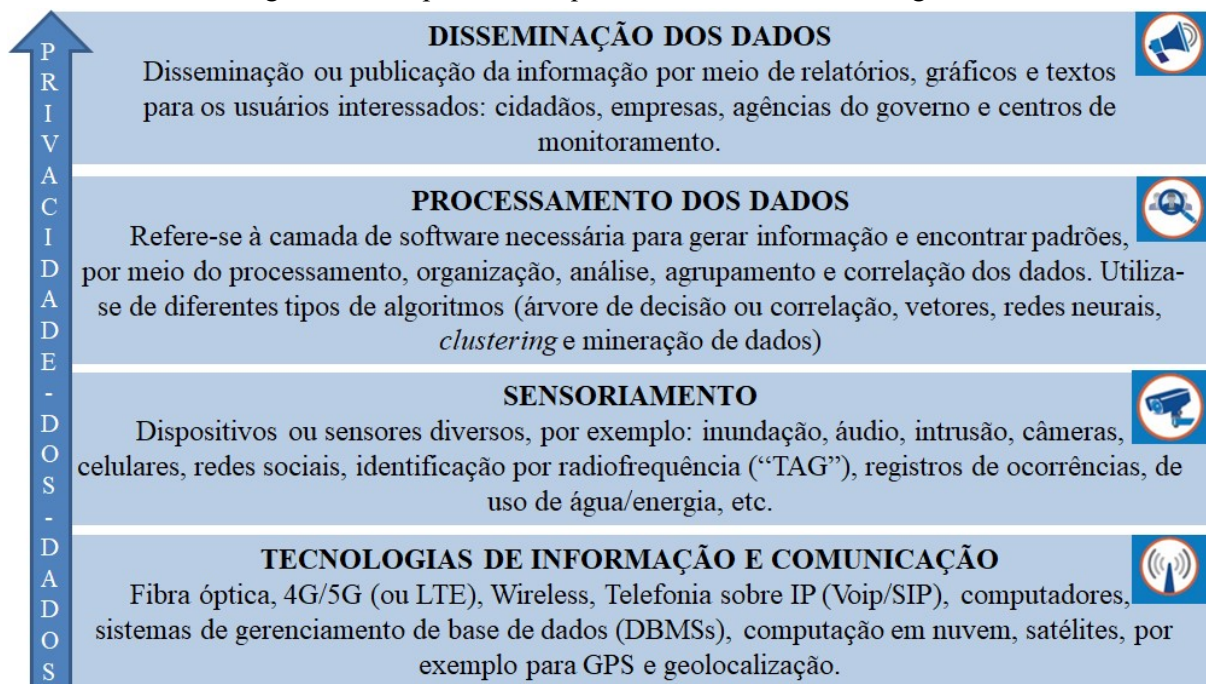 DISSEMINAÇÃO DOS DADOS
Disseminação ou publicação da informação por meio de relatórios, gráficos e textos
para os usuários interessados: cidadãos, empresas, agências do governo e centros de
monitoramento.
PROCESSAMENTO DOS DADOS
Refere-se à camada de software necessária para gerar informação e encontrar padrões,
por meio do processamento, organização, análise, agrupamento e correlação dos dados. Utiliza-
se de diferentes tipos de algoritmos (árvore de decisão ou correlação, vetores, redes neurais,
clustering e mineração de dados)
SENSORIAMENTO
Dispositivos ou sensores diversos, por exemplo: inundação, áudio, intrusão, câmeras,
celulares, redes sociais, identificação por radiofrequência (“TAG”), registros de ocorrências, de
uso de água/energia, etc.
TECNOLOGIAS DE INFORMAÇÃO E COMUNICAÇÃO
Fibra óptica, 4G/5G (ou LTE), Wireless, Telefonia sobre IP (Voip/SIP), computadores,
sistemas de gerenciamento de base de dados (DBMSs), computação em nuvem, satélites, por
exemplo para GPS e geolocalização.
PRIVACIDADE-DOS-DADOS